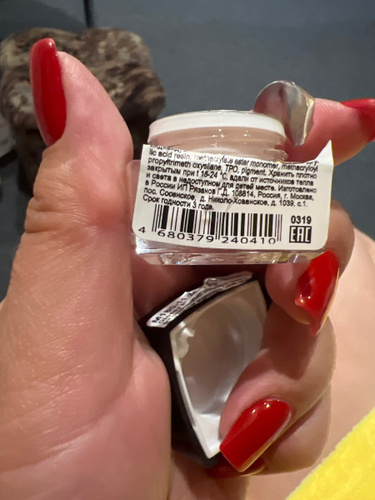 lic acid resin, methacrylate ester monomer, methacryloyl
propyltrimeth oxysilane, TPO, pigment. Хранить плотно
закрытым при t 18-24 °C, вдали от источников тепла
и света в недоступном для детей месте. Изготовлено
в России ИП Рязанов Г.Д. 108814, Россия, г. Москва,
пос. Сосенское, д. Николо-Хованское, д. 1039, с.1.
Срок годности 3 года.
0319
4 680379 240410
EAC